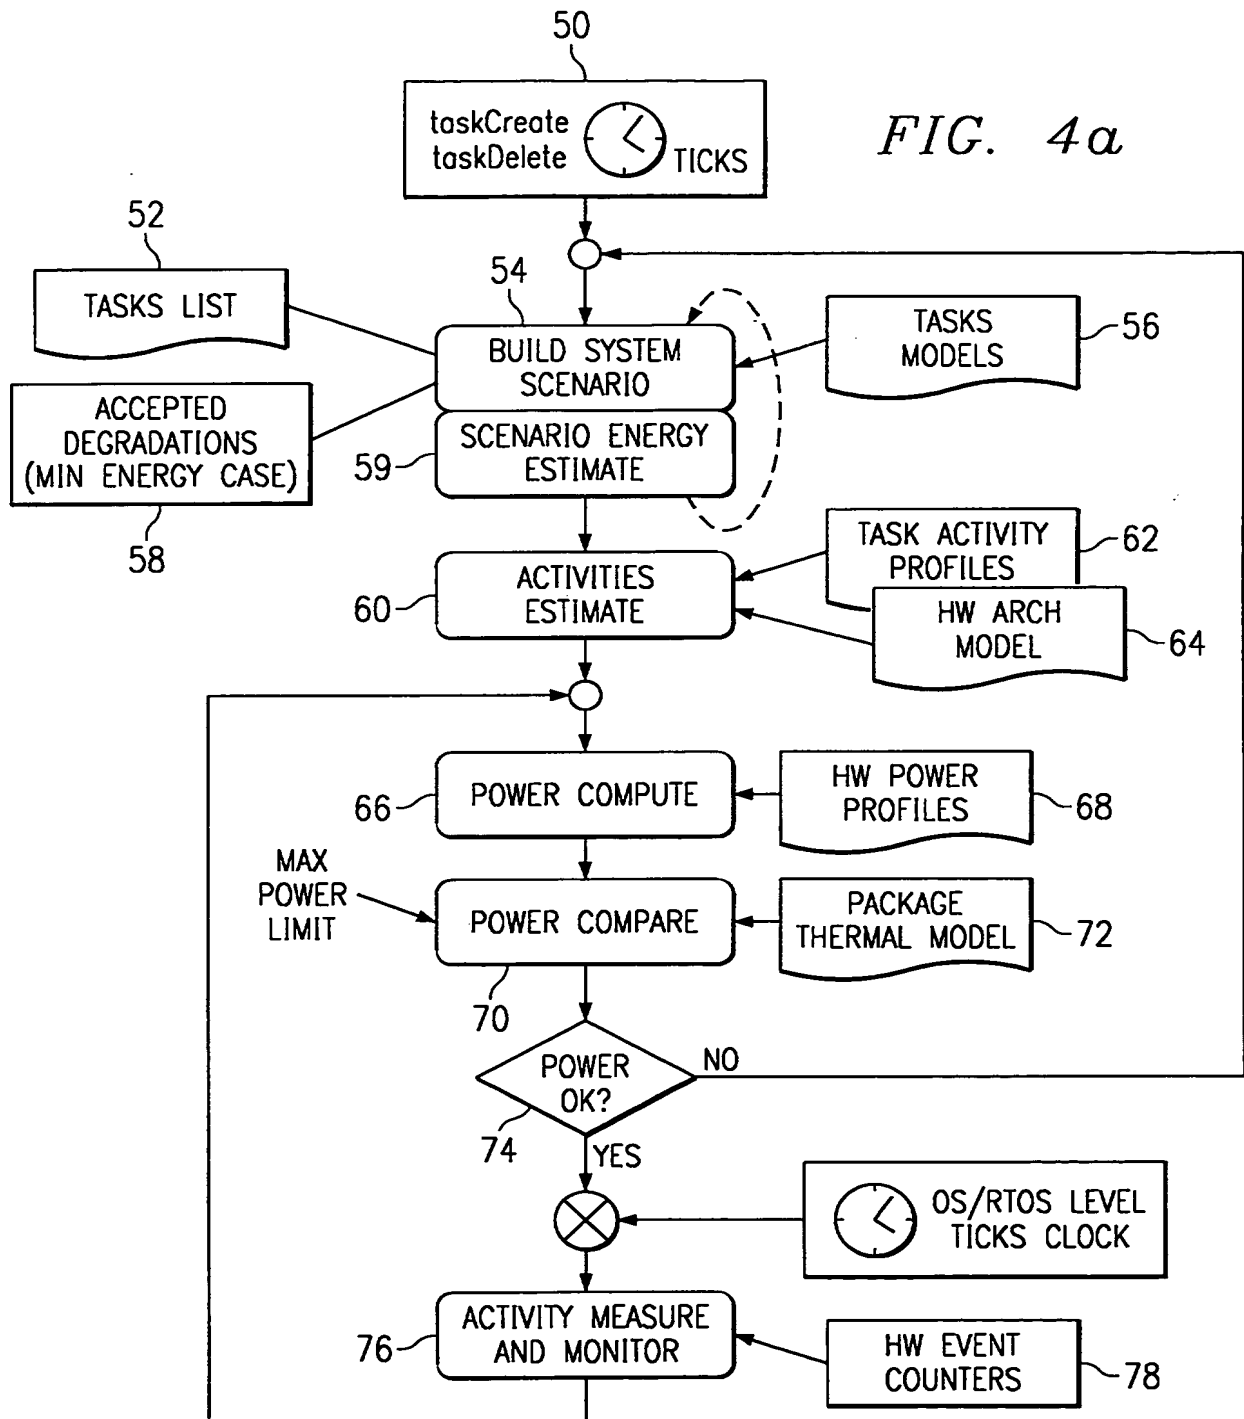 50
taskCreate
taskDelete
TICKS
FIG. 4a
52
TASKS LIST
54
BUILD SYSTEM
SCENARIO
TASKS
MODELS
56
ACCEPTED
DEGRADATIONS
(MIN ENERGY CASE)
58
59
SCENARIO ENERGY
ESTIMATE
60
ACTIVITIES
ESTIMATE
TASK ACTIVITY
PROFILES
62
HW ARCH
MODEL
64
66
POWER COMPUTE
HW POWER
PROFILES
68
MAX
POWER
LIMIT
POWER COMPARE
70
PACKAGE
THERMAL MODEL
72
POWER
OK?
74
NO
YES
OS/RTOS LEVEL
TICKS CLOCK
76
ACTIVITY MEASURE
AND MONITOR
HW EVENT
COUNTERS
78